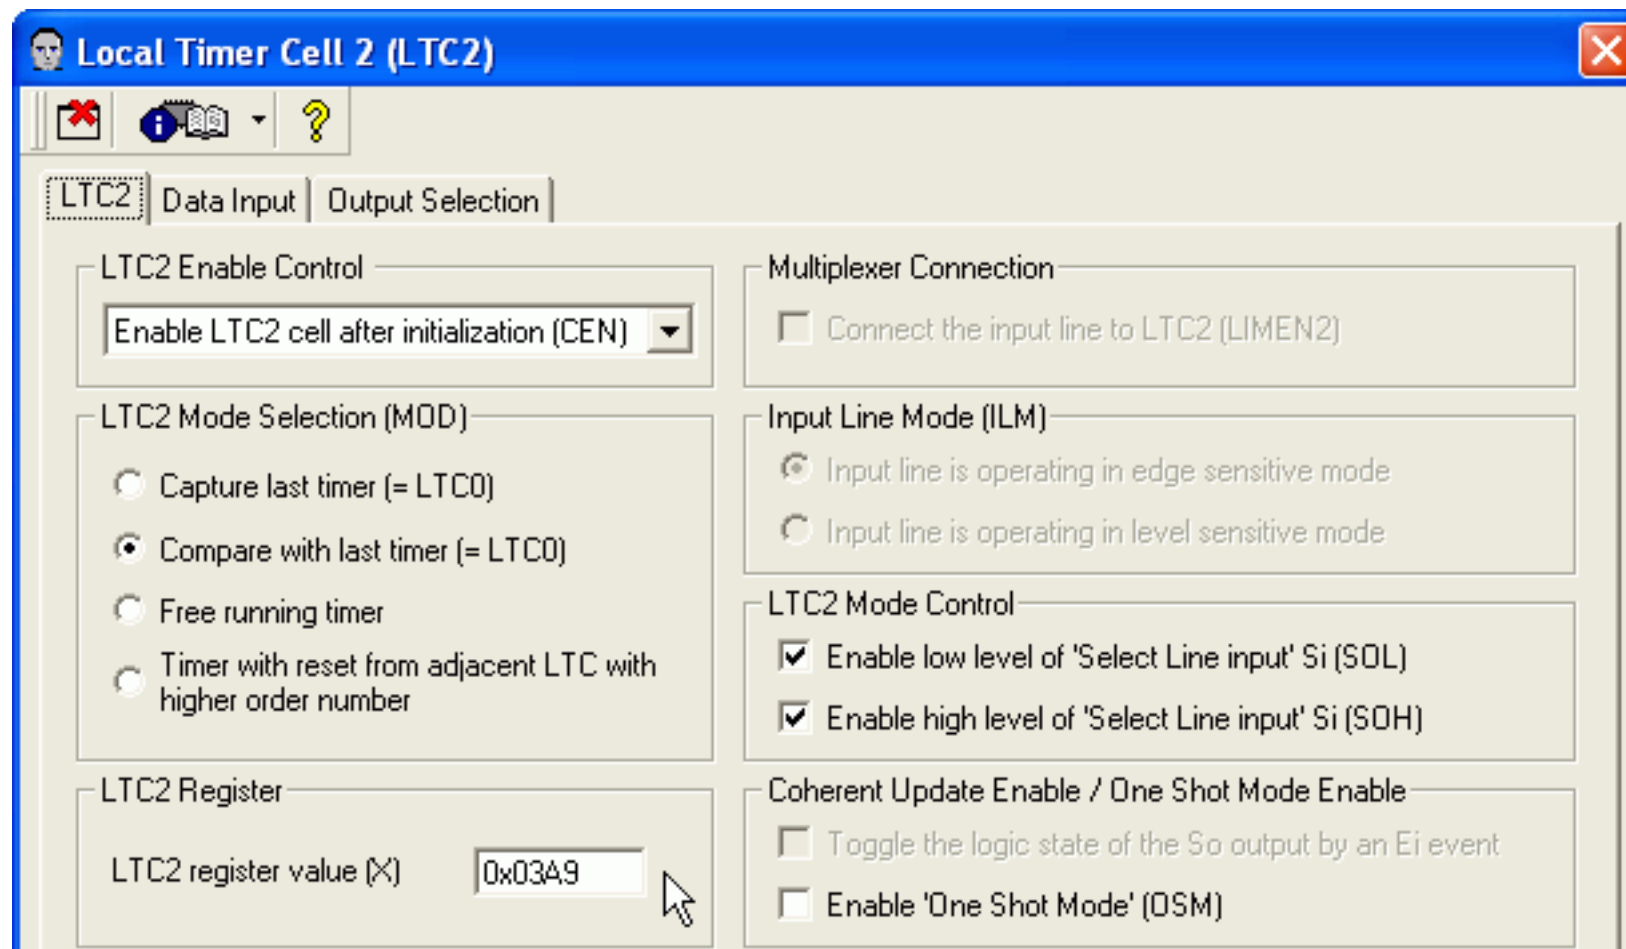 Local Timer Cell 2 (LTC2)
LTC2
Data Input
Output Selection
LTC2 Enable Control
Enable LTC2 cell after initialization (CEN)
LTC2 Mode Selection (MOD)
Capture last timer (= LTC0)
Compare with last timer (= LTC0)
Free running timer
Timer with reset from adjacent LTC with
higher order number
LTC2 Register
LTC2 register value (X)
0x03A9
Multiplexer Connection
Connect the input line to LTC2 (LIMEN2)
Input Line Mode (ILM)
Input line is operating in edge sensitive mode
Input line is operating in level sensitive mode
LTC2 Mode Control
Enable low level of 'Select Line input' Si (SOL)
Enable high level of 'Select Line input' Si (SOH)
Coherent Update Enable / One Shot Mode Enable
Toggle the logic state of the So output by an Ei event
Enable 'One Shot Mode' (OSM)